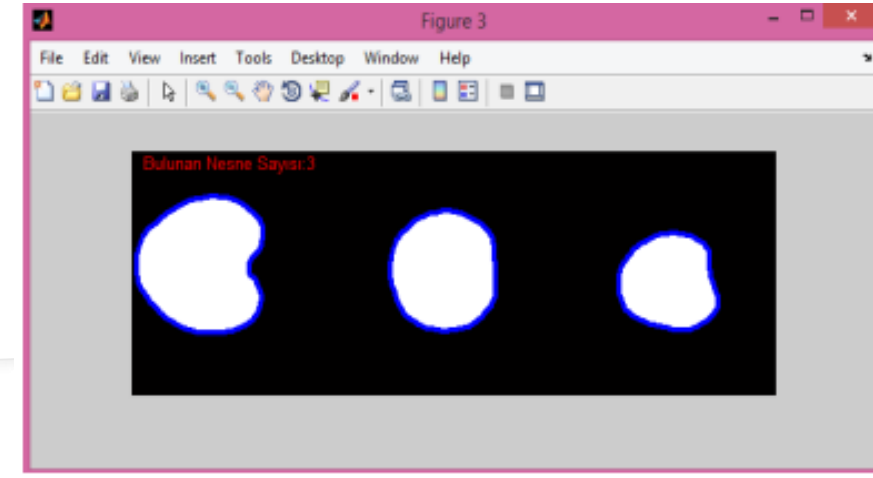 Figure 3
File Edit View Insert Tools Desktop Window Help
Bulunan Nesne Sayısı:3